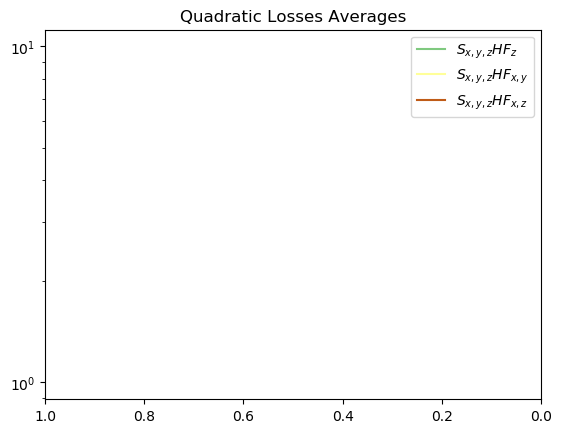 Quadratic Losses Averages
10¹
10⁰
S_{x,y,z}HF_z
S_{x,y,z}HF_{x,y}
S_{x,y,z}HF_{x,z}
1.0 0.8 0.6 0.4 0.2 0.0